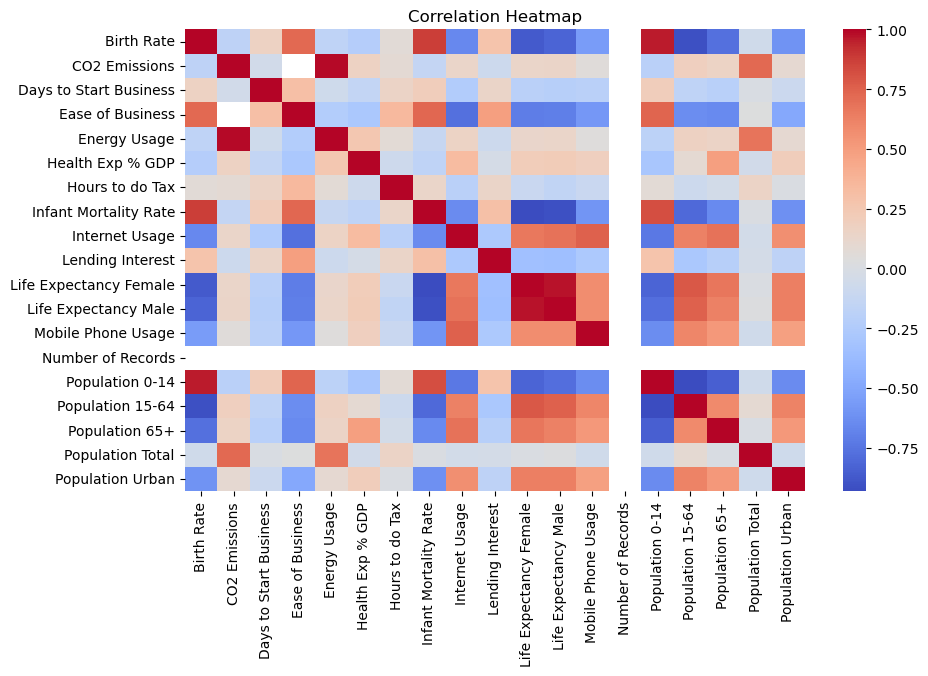 Correlation Heatmap
Birth Rate
CO2 Emissions
Days to Start Business
Ease of Business
Energy Usage
Health Exp % GDP
Hours to do Tax
Infant Mortality Rate
Internet Usage
Lending Interest
Life Expectancy Female
Life Expectancy Male
Mobile Phone Usage
Number of Records
Population 0-14
Population 15-64
Population 65+
Population Total
Population Urban
Birth Rate
CO2 Emissions
Days to Start Business
Ease of Business
Energy Usage
Health Exp % GDP
Hours to do Tax
Infant Mortality Rate
Internet Usage
Lending Interest
Life Expectancy Female
Life Expectancy Male
Mobile Phone Usage
Number of Records
Population 0-14
Population 15-64
Population 65+
Population Total
Population Urban
1.00
0.75
0.50
0.25
0.00
−0.25
−0.50
−0.75